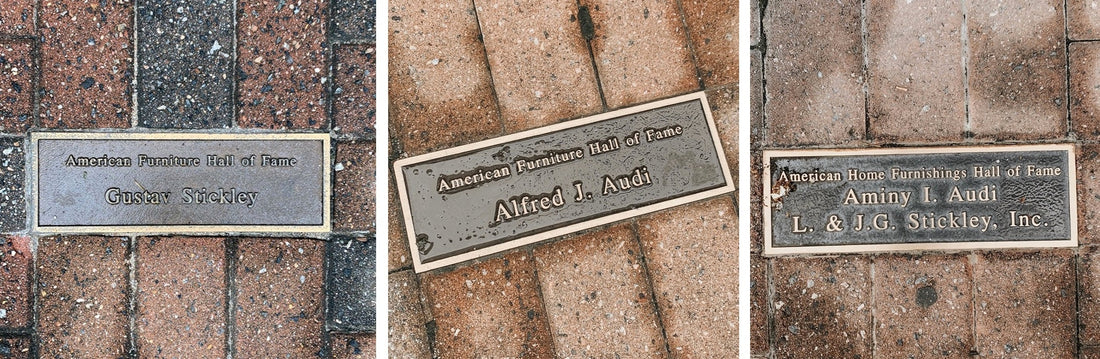 American Furniture Hall of Fame
Gustav Stickley
American Furniture Hall of Fame
Alfred J. Audi
American Home Furnishings Hall of Fame
Aminy I. Audi
L. & J.G. Stickley, Inc.